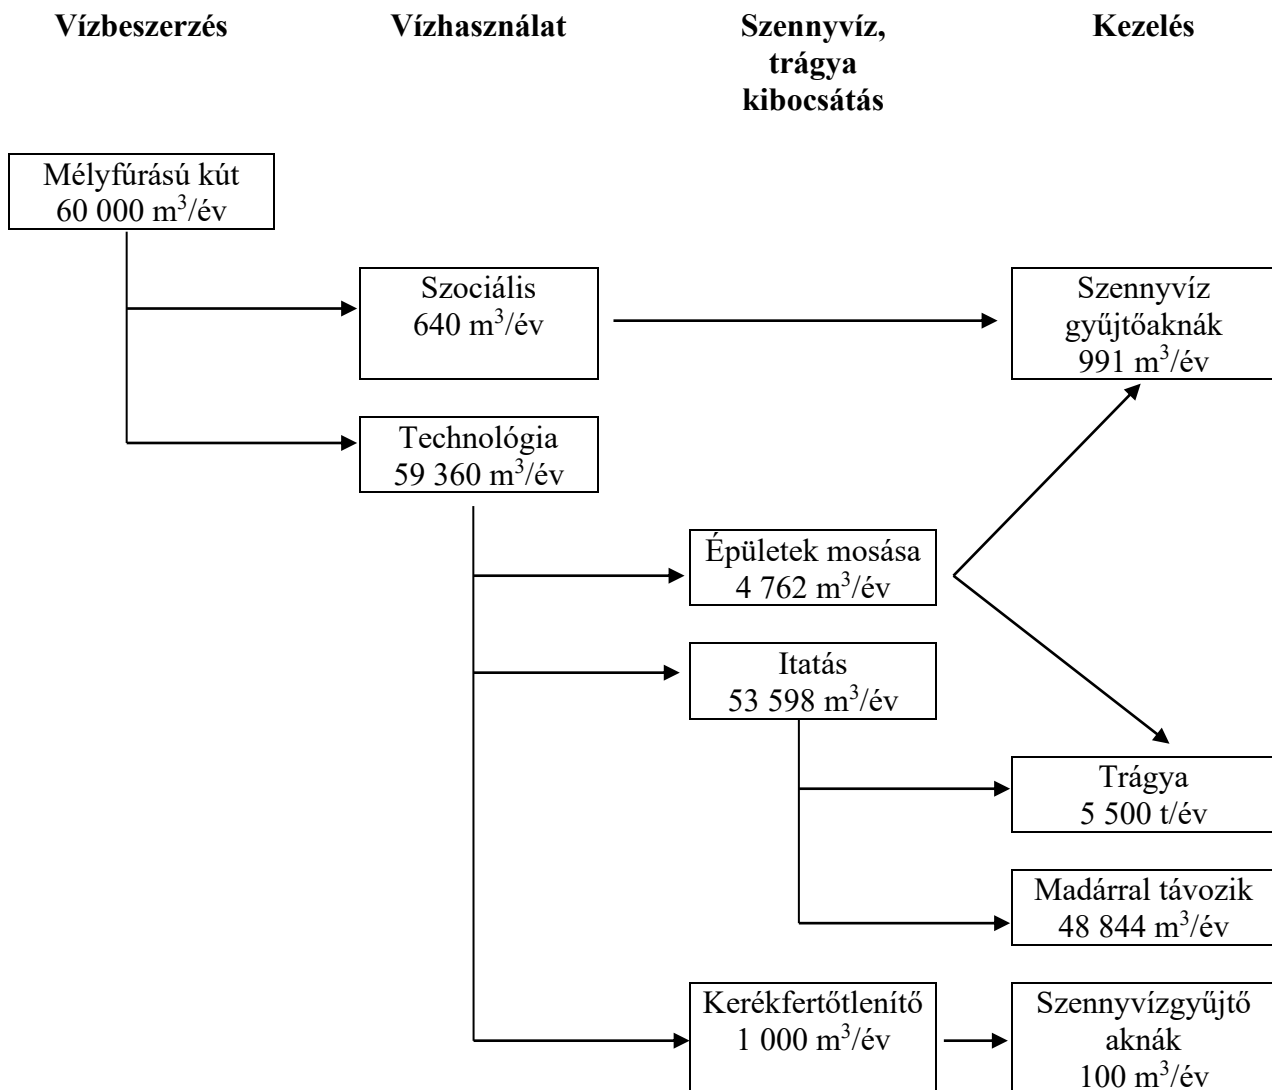 Vízbeszerzés
Vízhasználat
Szennyvíz,
trágya
kibocsátás
Kezelés
Mélyfúrású kút
60 000 m³/év
Szociális
640 m³/év
Szennyvíz
gyűjtőaknák
991 m³/év
Technológia
59 360 m³/év
Épületek mosása
4 762 m³/év
Itatás
53 598 m³/év
Trágya
5 500 t/év
Madárral távozik
48 844 m³/év
Kerékfertőtlenítő
1 000 m³/év
Szennyvízgyűjtő
aknák
100 m³/év